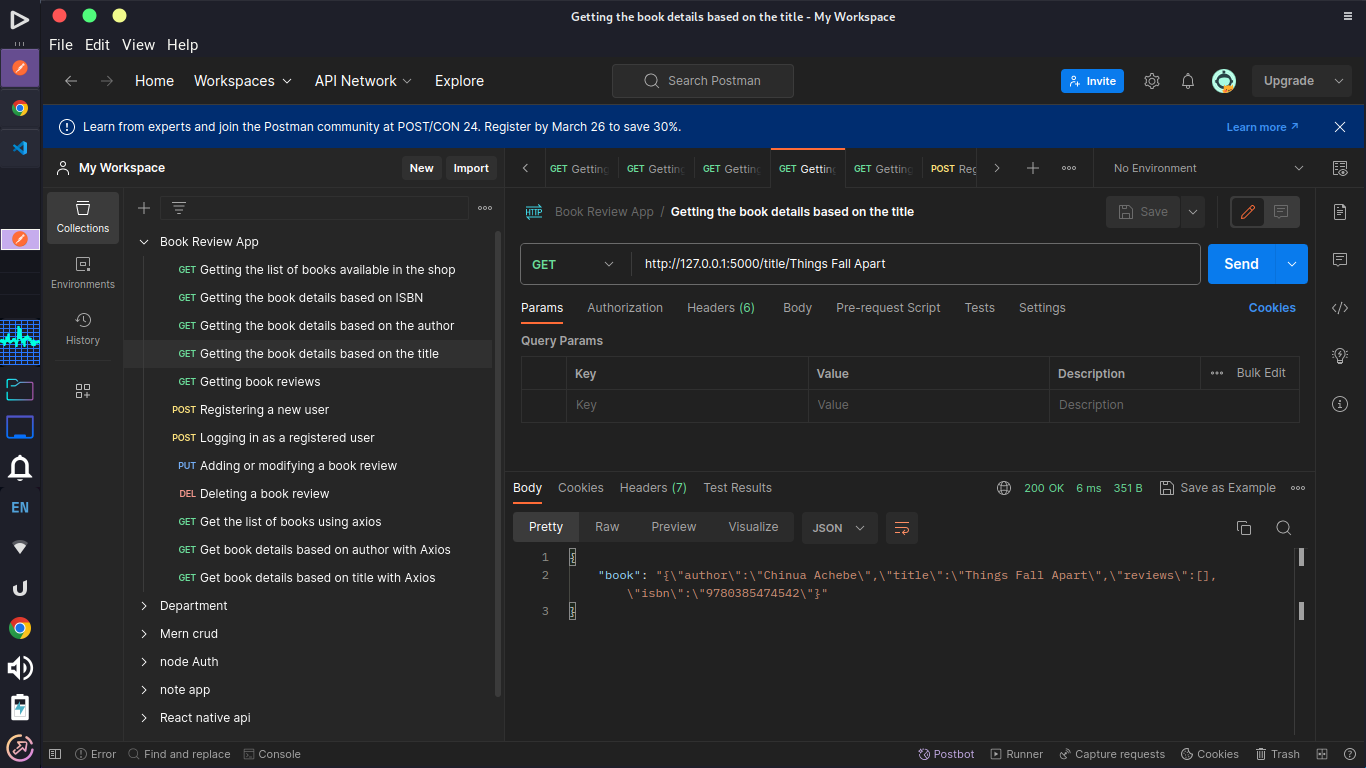 Getting the book details based on the title - My Workspace
File Edit View Help
Home Workspaces API Network Explore Search Postman Invite Upgrade
Learn from experts and join the Postman community at POST/CON 24. Register by March 26 to save 30%. Learn more
My Workspace New Import
GET Getting GET Getting GET Getting GET Getting GET Getting POST Reg No Environment
Collections
Environments
History
Book Review App
GET Getting the list of books available in the shop
GET Getting the book details based on ISBN
GET Getting the book details based on the author
GET Getting the book details based on the title
GET Getting book reviews
POST Registering a new user
POST Logging in as a registered user
PUT Adding or modifying a book review
DEL Deleting a book review
GET Get the list of books using axios
GET Get book details based on author with Axios
GET Get book details based on title with Axios
Department
Mern crud
node Auth
note app
React native api
HTTP Book Review App / Getting the book details based on the title Save
GET http://127.0.0.1:5000/title/Things Fall Apart Send
Params Authorization Headers (6) Body Pre-request Script Tests Settings Cookies
Query Params
Key Value Description Bulk Edit
Key Value Description
Body Cookies Headers (7) Test Results 200 OK 6 ms 351 B Save as Example
Pretty Raw Preview Visualize JSON
1 {
2 "book": "{\"author\":\"Chinua Achebe\",\"title\":\"Things Fall Apart\",\"reviews\":[],
\"isbn\":\"9780385474542\"}"
3 }
EN
Error Find and replace Console Postbot Runner Capture requests Cookies Trash